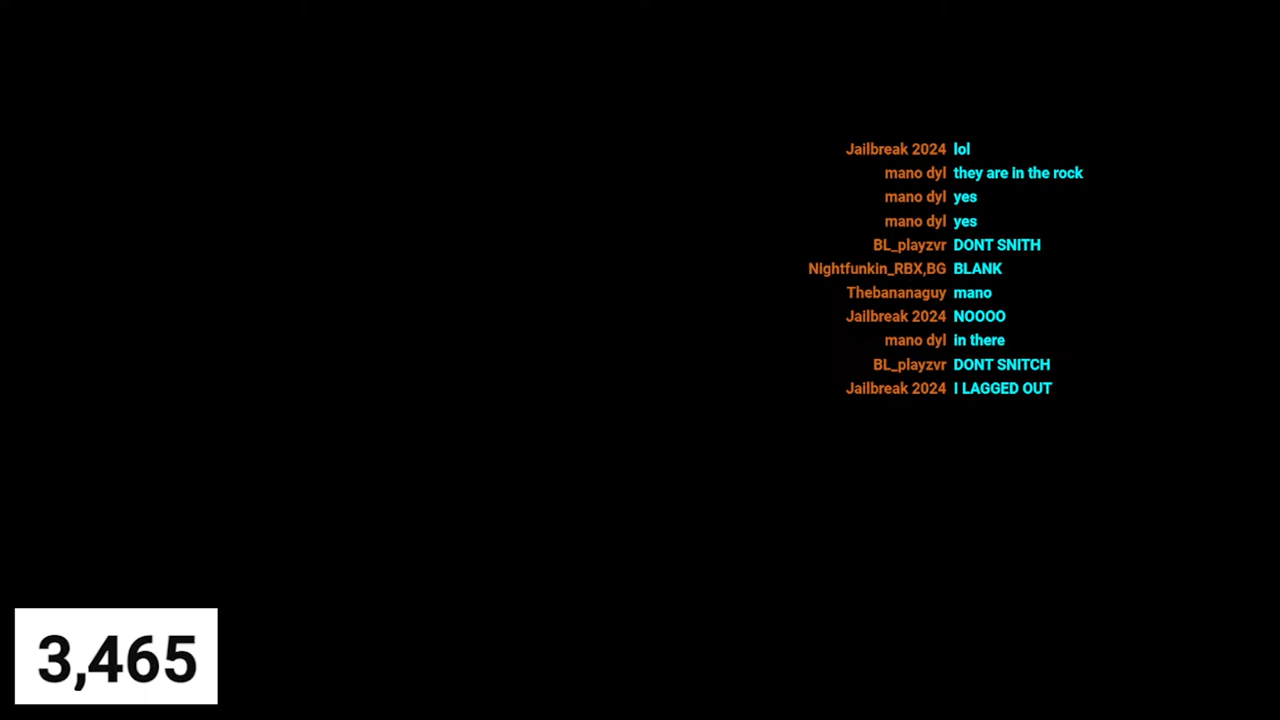 Jailbreak 2024 lol
mano dyl they are in the rock
mano dyl yes
mano dyl yes
BL_playzvr DONT SNITH
Nightfunkin_RBX,BG BLANK
Thebananaguy mano
Jailbreak 2024 NOOOO
mano dyl in there
BL_playzvr DONT SNITCH
Jailbreak 2024 I LAGGED OUT
3,465